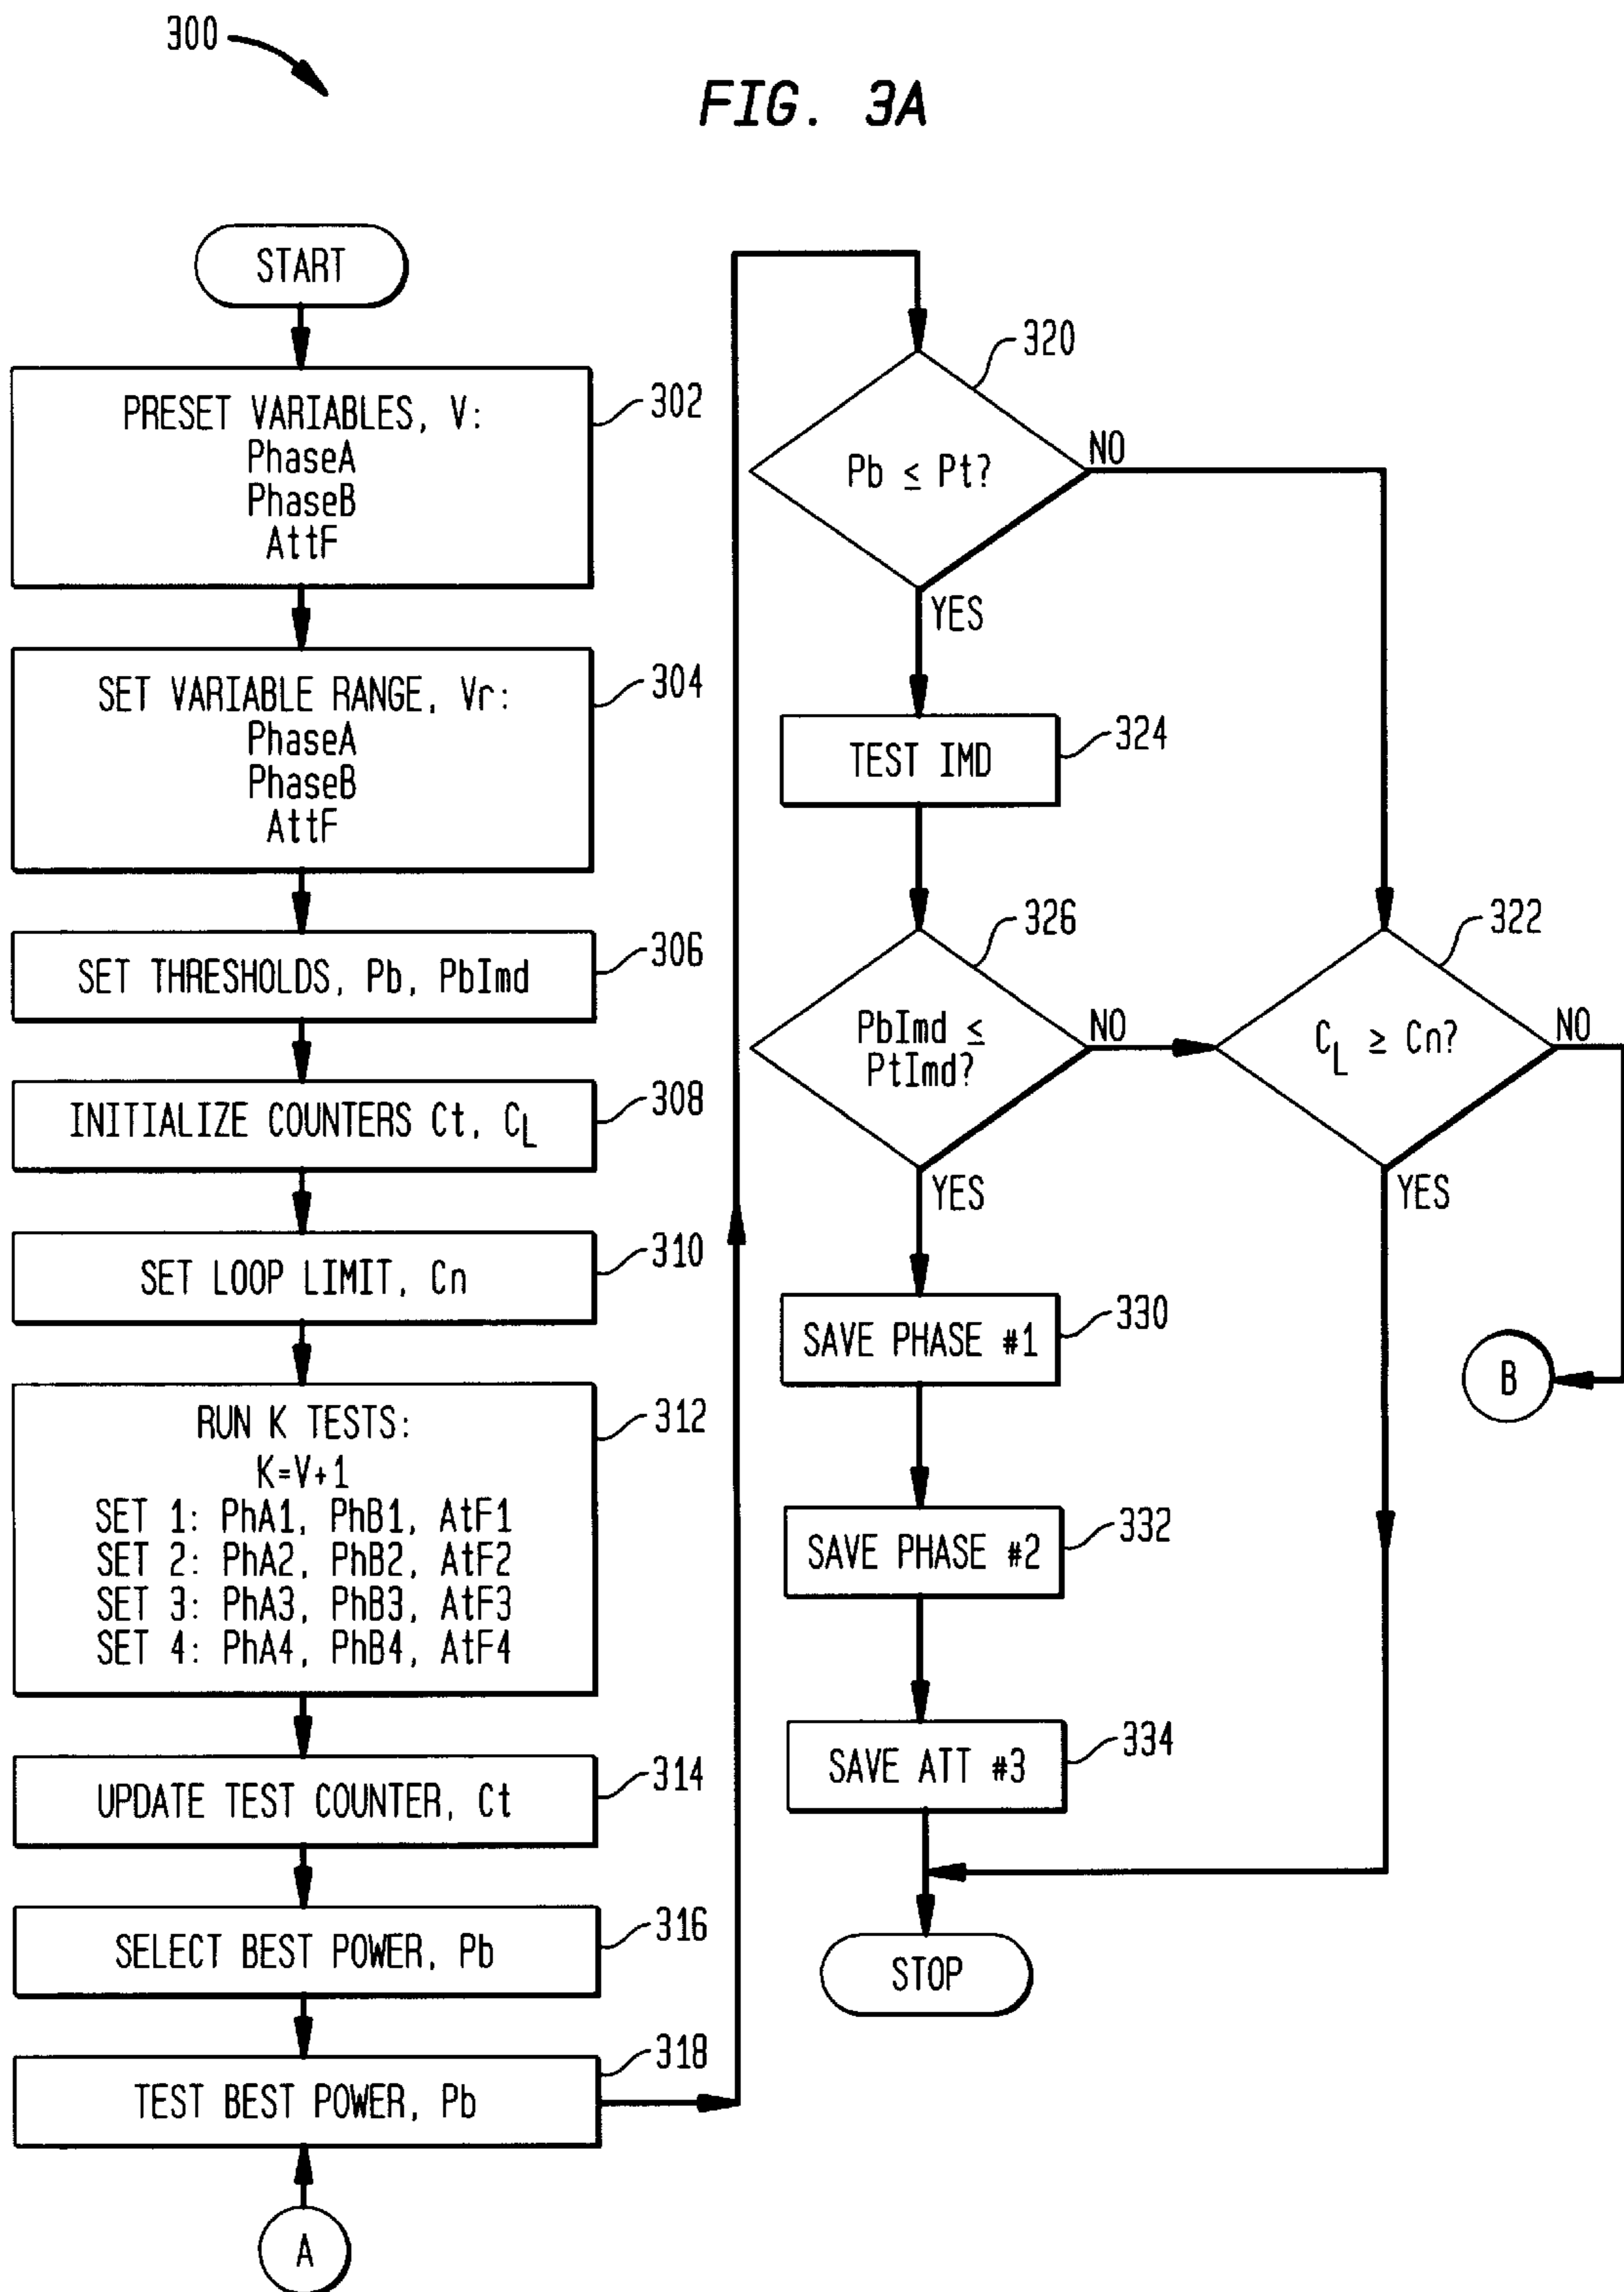 300
FIG. 3A
START
PRESET VARIABLES, V:
PhaseA
PhaseB
AttF
302
SET VARIABLE RANGE, Vr:
PhaseA
PhaseB
AttF
304
SET THRESHOLDS, Pb, PbImd
306
INITIALIZE COUNTERS Ct, CL
308
SET LOOP LIMIT, Cn
310
RUN K TESTS:
K=V+1
SET 1: PhA1, PhB1, AtF1
SET 2: PhA2, PhB2, AtF2
SET 3: PhA3, PhB3, AtF3
SET 4: PhA4, PhB4, AtF4
312
UPDATE TEST COUNTER, Ct
314
SELECT BEST POWER, Pb
316
TEST BEST POWER, Pb
318
A
320
Pb ≤ Pt?
NO
YES
TEST IMD
324
326
PbImd ≤
PtImd?
NO
YES
322
CL ≥ Cn?
NO
YES
B
SAVE PHASE #1
330
SAVE PHASE #2
332
SAVE ATT #3
334
STOP